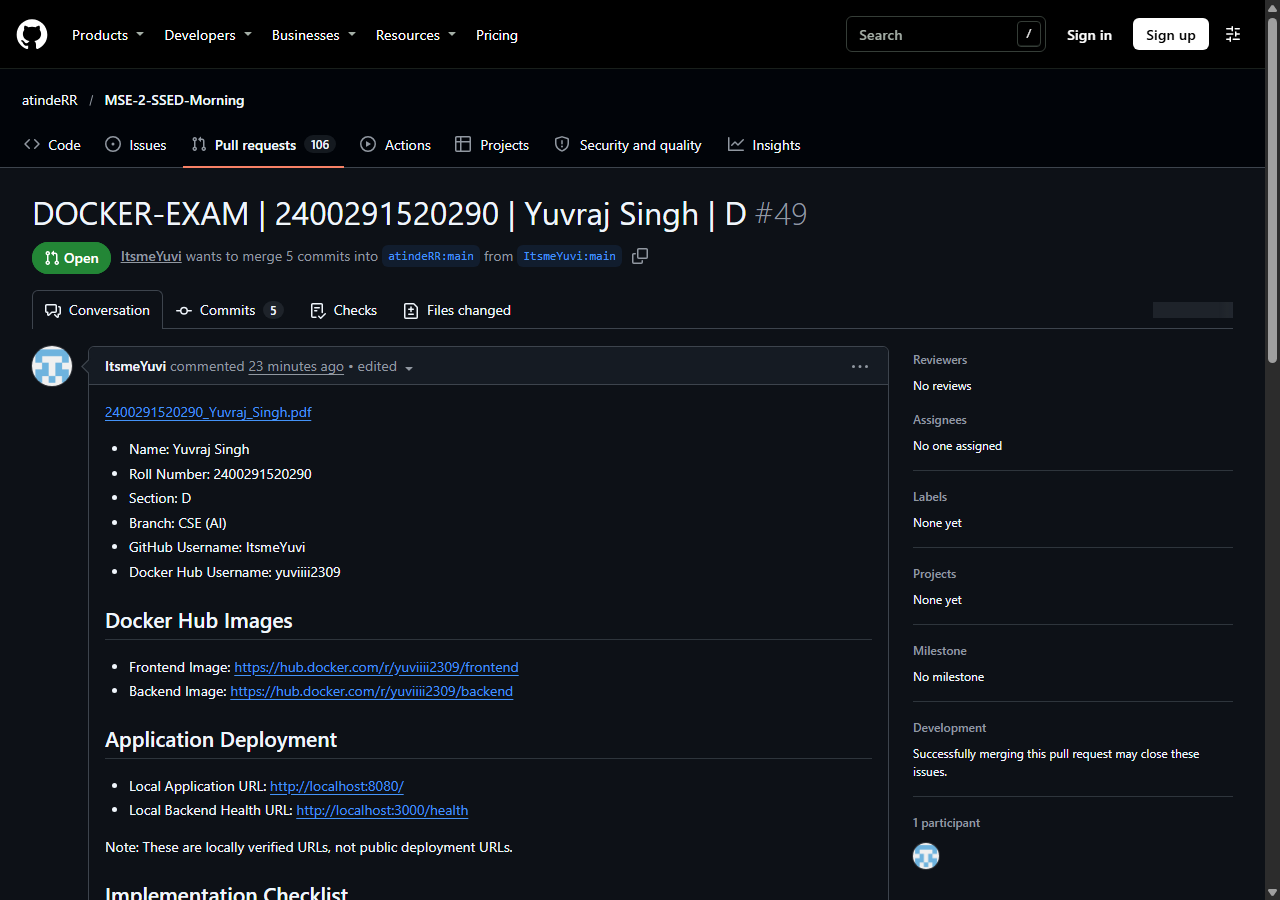 Products Developers Businesses Resources Pricing Search / Sign in Sign up
atindeRR / MSE-2-SSED-Morning
Code Issues Pull requests 106 Actions Projects Security and quality Insights
DOCKER-EXAM | 2400291520290 | Yuvraj Singh | D #49
Open ItsmeYuvi wants to merge 5 commits into atindeRR:main from ItsmeYuvi:main
Conversation Commits 5 Checks Files changed
ItsmeYuvi commented 23 minutes ago • edited
2400291520290_Yuvraj_Singh.pdf
Name: Yuvraj Singh
Roll Number: 2400291520290
Section: D
Branch: CSE (AI)
GitHub Username: ItsmeYuvi
Docker Hub Username: yuviiii2309
Docker Hub Images
Frontend Image: https://hub.docker.com/r/yuviiii2309/frontend
Backend Image: https://hub.docker.com/r/yuviiii2309/backend
Application Deployment
Local Application URL: http://localhost:8080/
Local Backend Health URL: http://localhost:3000/health
Note: These are locally verified URLs, not public deployment URLs.
Implementation Checklist
Reviewers
No reviews
Assignees
No one assigned
Labels
None yet
Projects
None yet
Milestone
No milestone
Development
Successfully merging this pull request may close these
issues.
1 participant